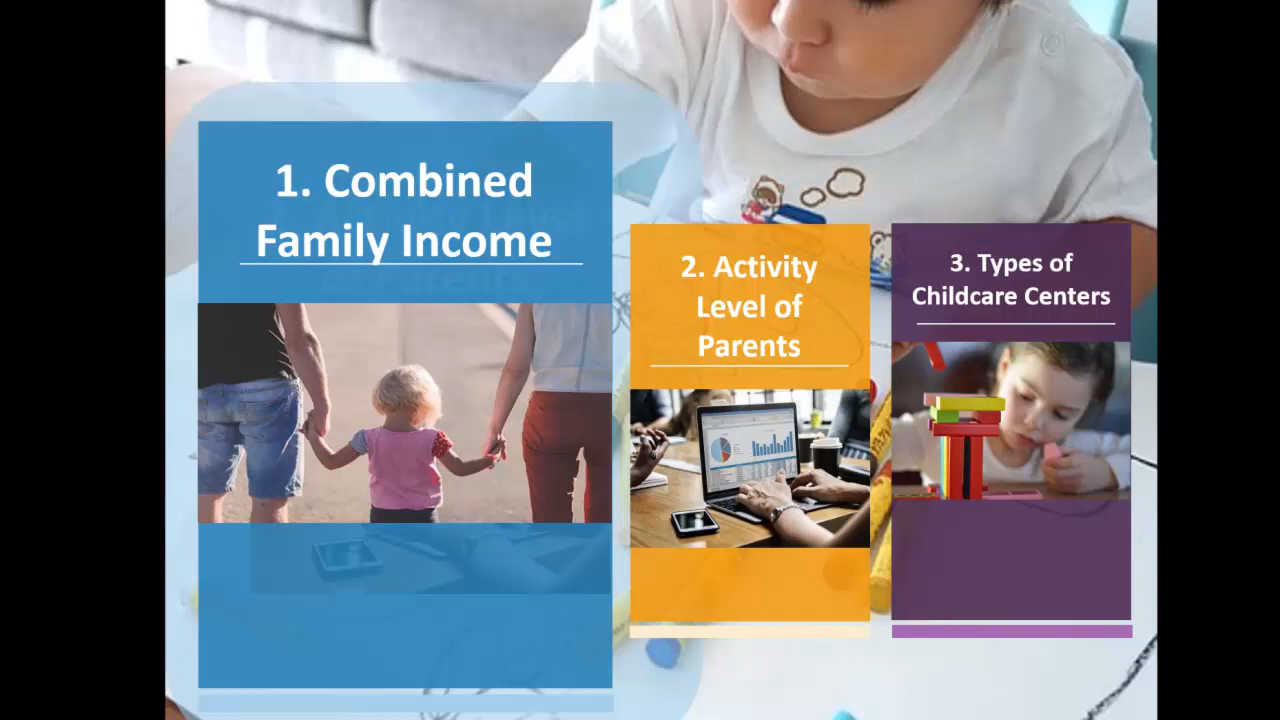 1. Combined
Family Income
2. Activity
Level of
Parents
3. Types of
Childcare Centers